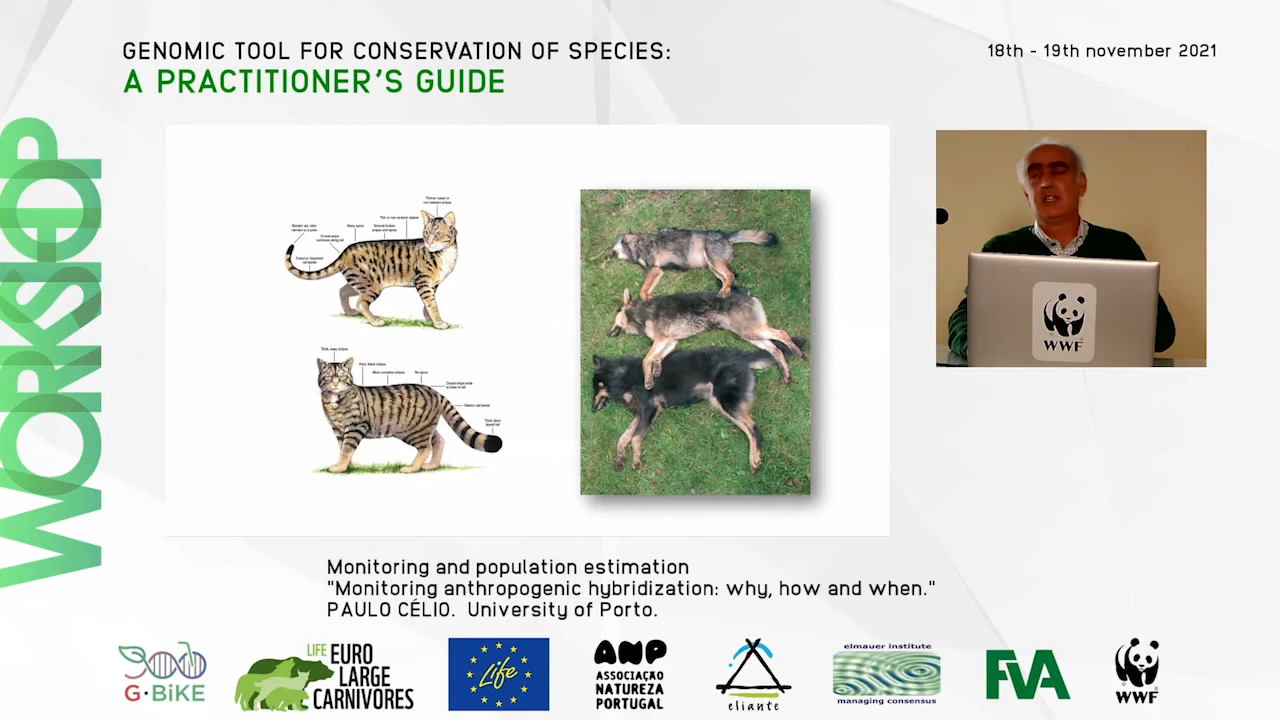 GENOMIC TOOL FOR CONSERVATION OF SPECIES:
A PRACTITIONER'S GUIDE
18th - 19th november 2021
WORKSHOP
WWF
Monitoring and population estimation
"Monitoring anthropogenic hybridization: why, how and when."
PAULO CÉLIO. University of Porto.
G·BiKE
LIFE EURO
LARGE
CARNIVORES
Life
ANP
ASSOCIAÇÃO
NATUREZA
PORTUGAL
eliante
elmauer institute
managing consensus
FVA
WWF